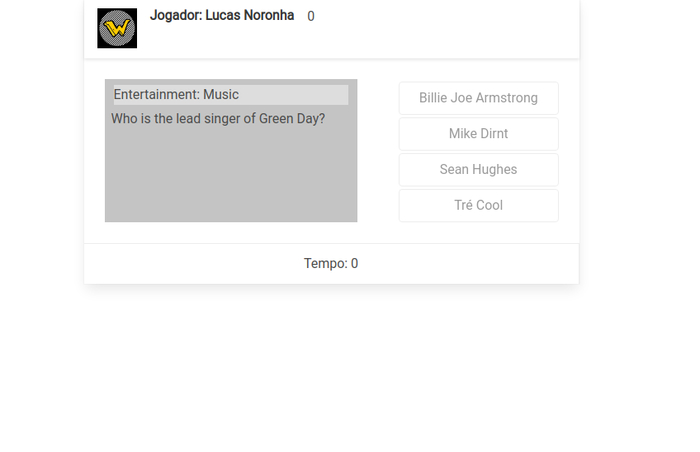 Jogador: Lucas Noronha 0
Entertainment: Music
Who is the lead singer of Green Day?
Billie Joe Armstrong
Mike Dirnt
Sean Hughes
Tré Cool
Tempo: 0